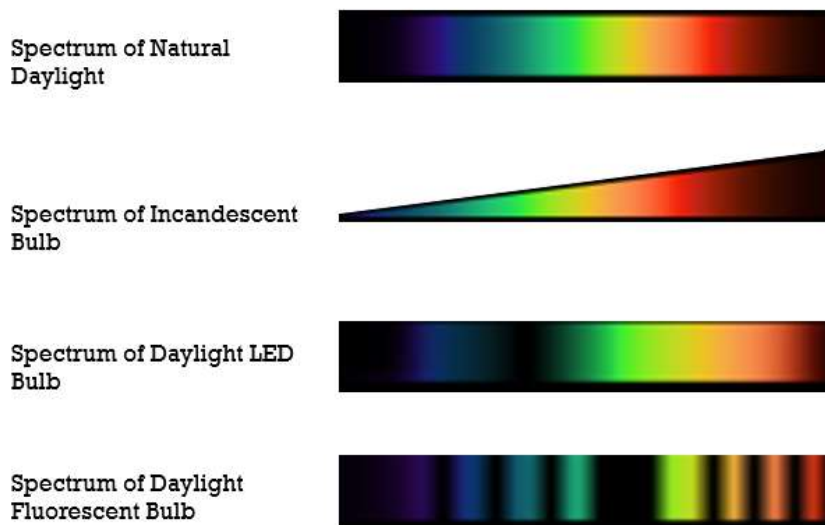 Spectrum of Natural
Daylight
Spectrum of Incandescent
Bulb
Spectrum of Daylight LED
Bulb
Spectrum of Daylight
Fluorescent Bulb